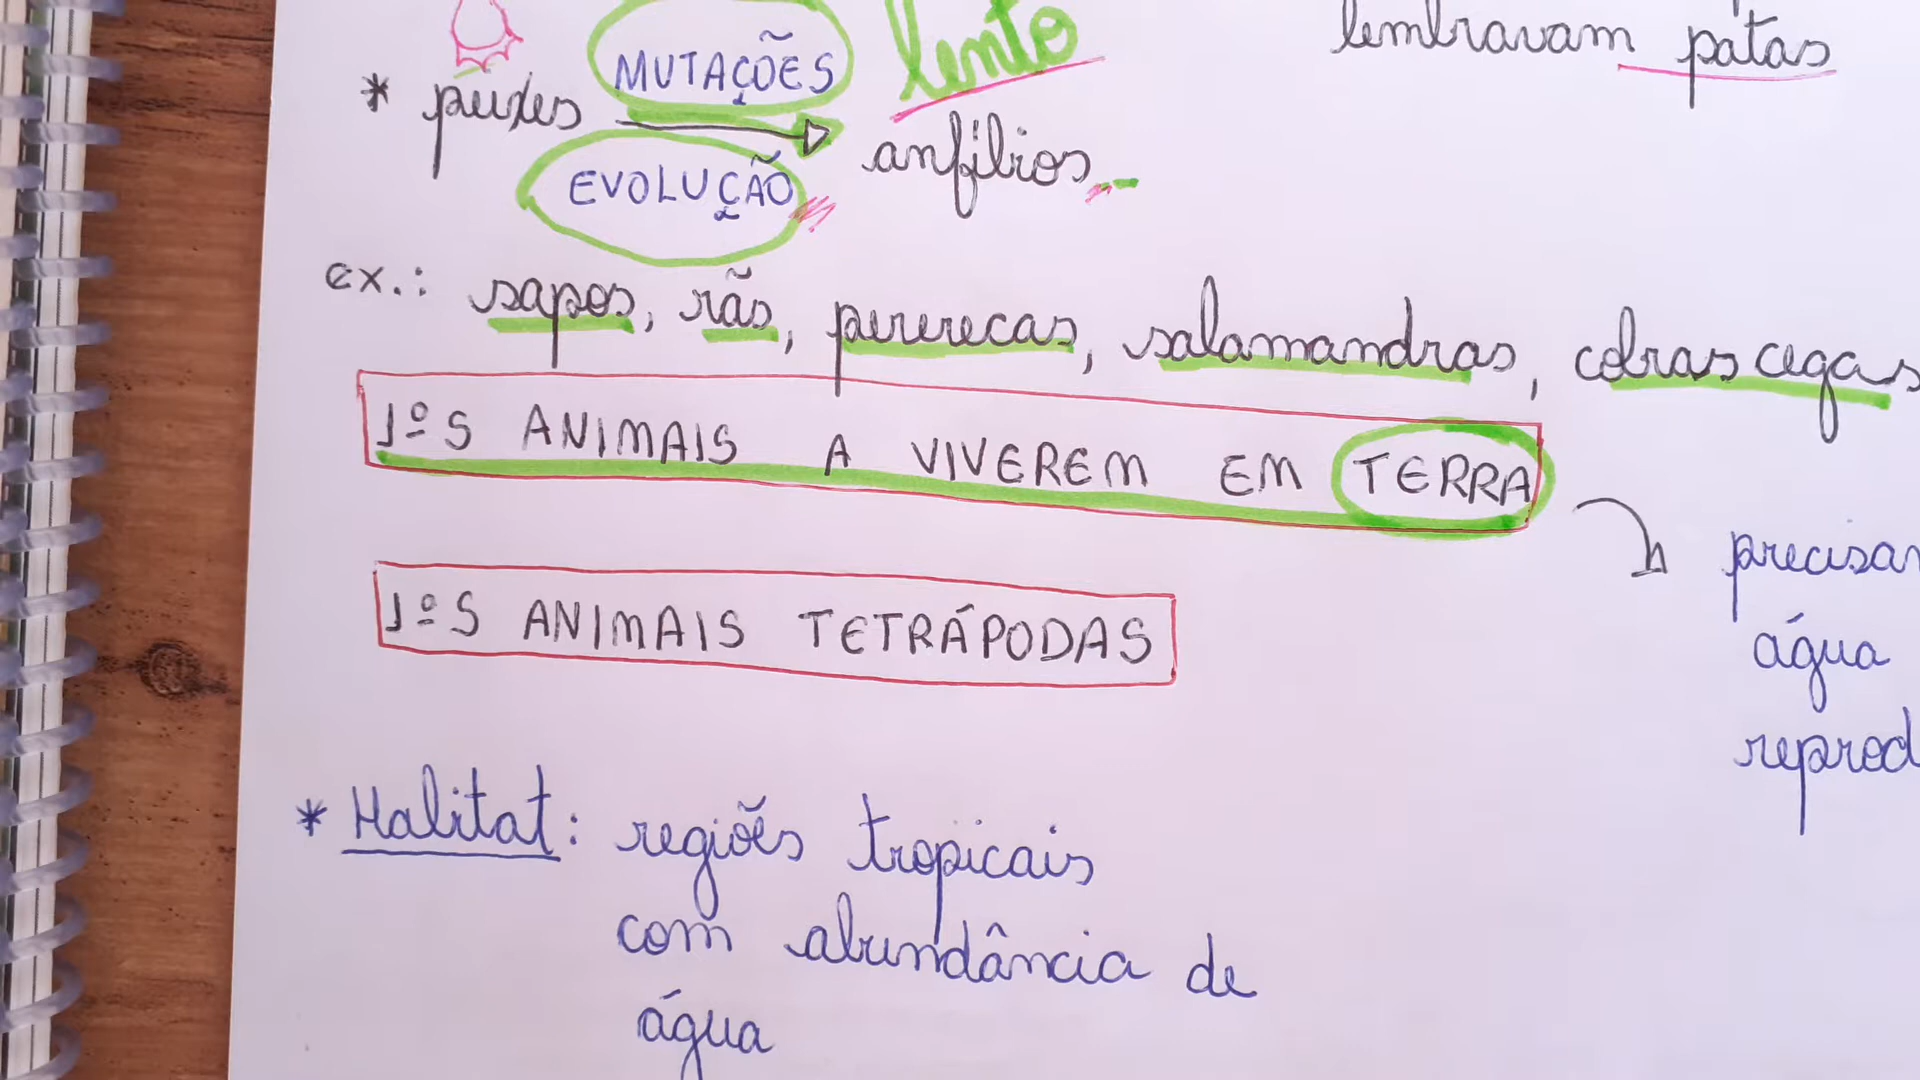 lembravam patas
MUTAÇÕES lento
* peixes anfíbios
EVOLUÇÃO
ex.: sapos, rãs, pererecas, salamandras, cobras cegas
1ºS ANIMAIS A VIVEREM EM TERRA
água
1ºS ANIMAIS TETRÁPODAS
* Habitat: regiões tropicais
com abundância de
água